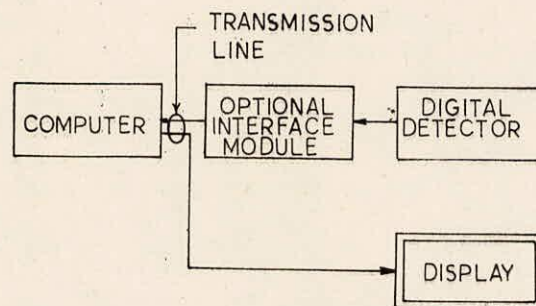 TRANSMISSION
LINE
COMPUTER
OPTIONAL
INTERFACE
MODULE
DIGITAL
DETECTOR
DISPLAY